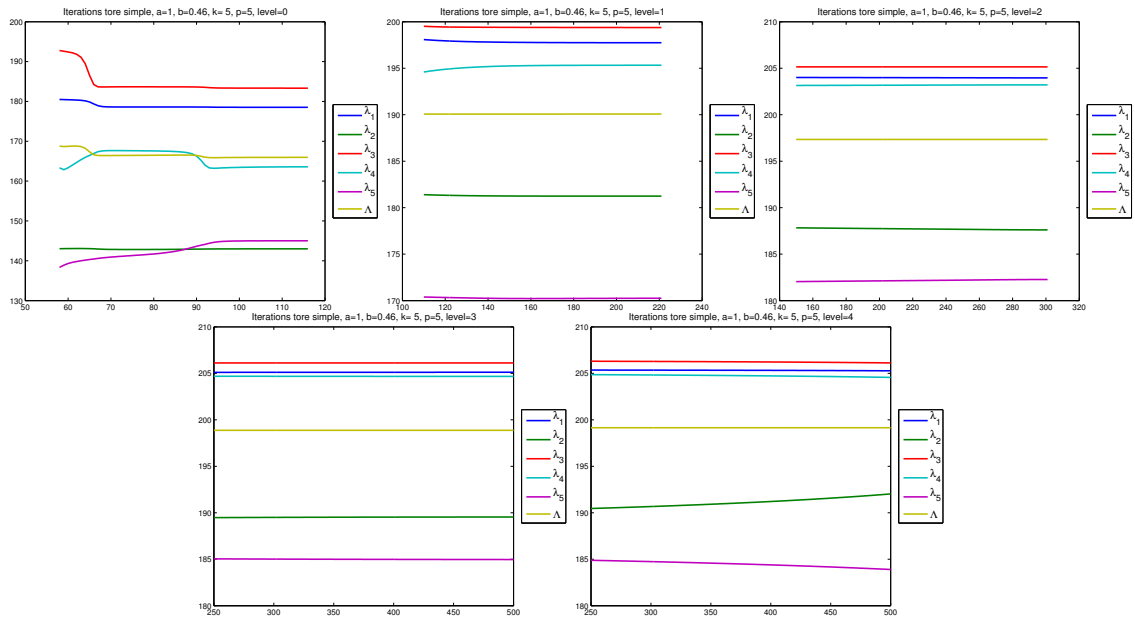 Iterations tore simple, a=1, b=0.46, k= 5, p=5, level=0
200
190
180
170
160
150
140
130
50 60 70 80 90 100 110 120
λ1
λ2
λ3
λ4
λ5
Λ
Iterations tore simple, a=1, b=0.46, k= 5, p=5, level=1
200
195
190
185
180
175
170
100 120 140 160 180 200 220 240
λ1
λ2
λ3
λ4
λ5
Λ
Iterations tore simple, a=1, b=0.46, k= 5, p=5, level=2
210
205
200
195
190
185
180
140 160 180 200 220 240 260 280 300 320
λ1
λ2
λ3
λ4
λ5
Λ
Iterations tore simple, a=1, b=0.46, k= 5, p=5, level=3
210
205
200
195
190
185
180
250 300 350 400 450 500
λ1
λ2
λ3
λ4
λ5
Λ
Iterations tore simple, a=1, b=0.46, k= 5, p=5, level=4
210
205
200
195
190
185
180
250 300 350 400 450 500
λ1
λ2
λ3
λ4
λ5
Λ